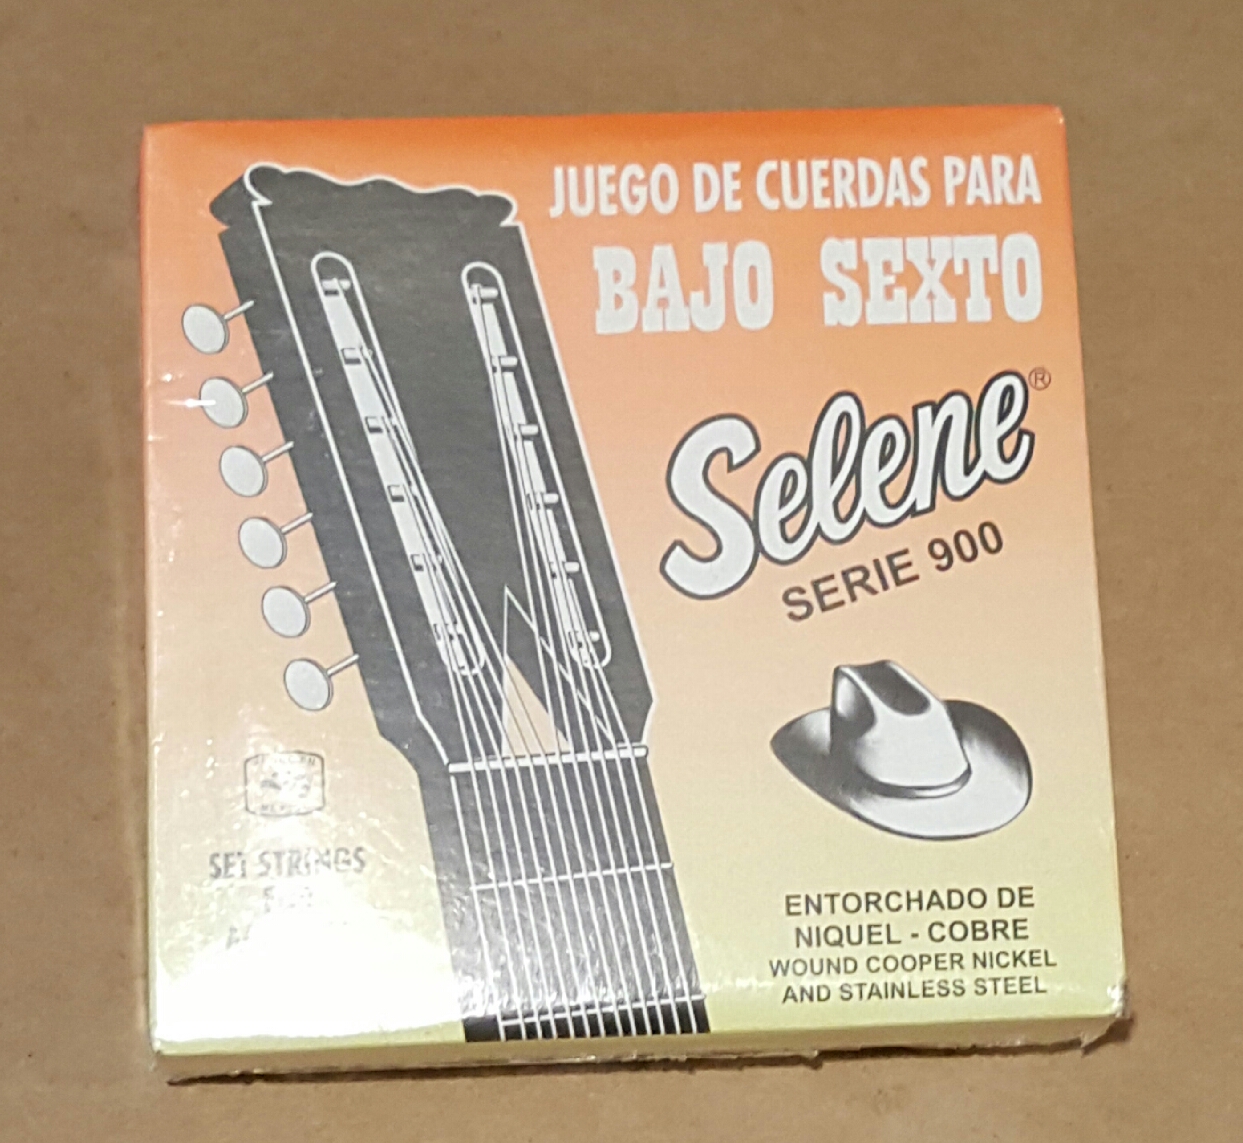 JUEGO DE CUERDAS PARA
BAJO SEXTO
Selene®
SERIE 900
SET STRINGS
ENTORCHADO DE
NIQUEL - COBRE
WOUND COOPER NICKEL
AND STAINLESS STEEL